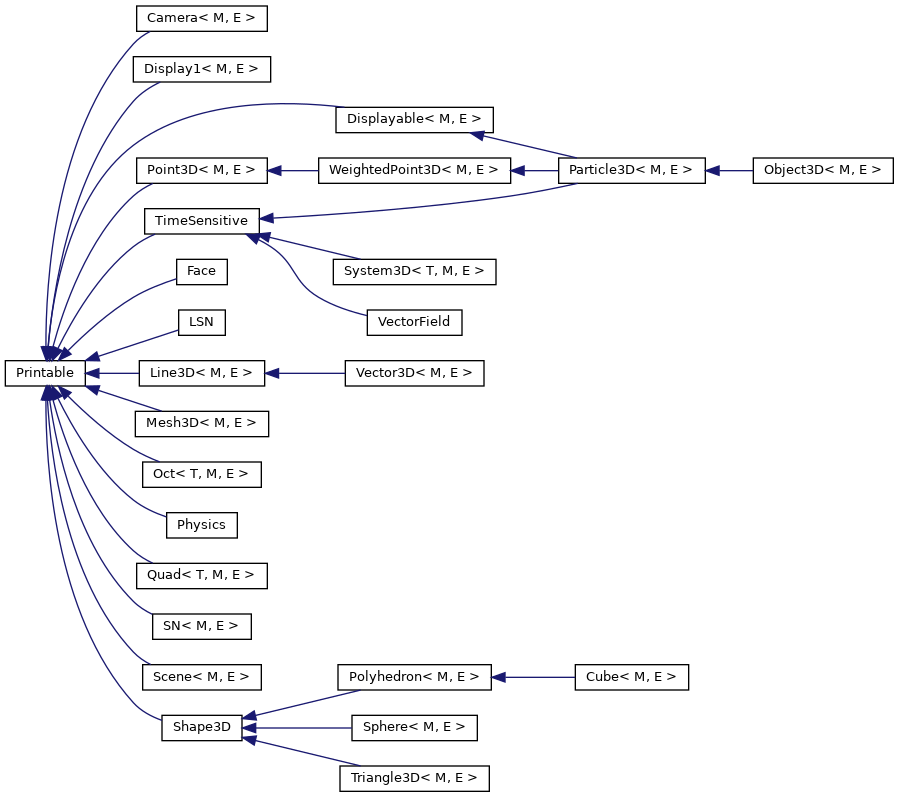 Camera< M, E >
Display1< M, E >
Displayable< M, E >
Point3D< M, E >
WeightedPoint3D< M, E >
Particle3D< M, E >
Object3D< M, E >
TimeSensitive
Face
System3D< T, M, E >
LSN
VectorField
Printable
Line3D< M, E >
Vector3D< M, E >
Mesh3D< M, E >
Oct< T, M, E >
Physics
Quad< T, M, E >
SN< M, E >
Scene< M, E >
Polyhedron< M, E >
Cube< M, E >
Shape3D
Sphere< M, E >
Triangle3D< M, E >